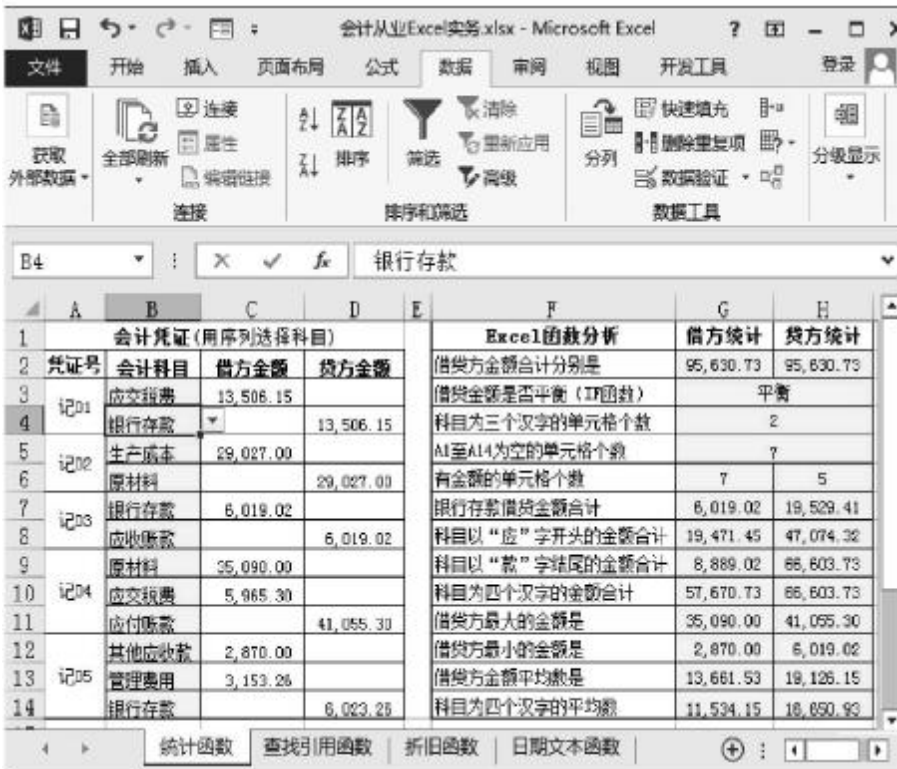 会计从业Excel实务.xlsx - Microsoft Excel ?
文件 开始 插入 页面布局 公式 数据 审阅 视图 开发工具 登录
获取外部数据
全部刷新
连接
属性
编辑链接
连接
排序
筛选
清除
重新应用
高级
排序和筛选
分列
快速填充
删除重复项
数据验证
数据工具
分级显示
B4 fx 银行存款
A B C D E F G H
1 会计凭证(用序列选择科目) Excel函数分析 借方统计 贷方统计
2 凭证号 会计科目 借方金额 贷方金额 借贷方金额合计分别是 95,630.73 95,630.73
3 记01 应交税费 13,506.15 借贷金额是否平衡（IF函数） 平衡
4 银行存款 13,506.15 科目为三个汉字的单元格个数 2
5 记02 生产成本 29,027.00 A1至A14为空的单元格个数 7
6 原材料 29,027.00 有金额的单元格个数 7 5
7 记03 银行存款 6,019.02 银行存款借贷金额合计 6,019.02 19,529.41
8 应收账款 6,019.02 科目以“应”字开头的金额合计 19,471.45 47,074.32
9 记04 原材料 35,090.00 科目以“款”字结尾的金额合计 8,889.02 66,603.73
10 应交税费 5,965.30 科目为四个汉字的金额合计 57,670.73 66,603.73
11 应付账款 41,055.30 借贷方最大的金额是 35,090.00 41,055.30
12 记05 其他应收款 2,870.00 借贷方最小的金额是 2,870.00 6,019.02
13 管理费用 3,153.26 借贷方金额平均数是 13,661.53 19,126.15
14 银行存款 6,023.26 科目为四个汉字的平均数 11,534.15 16,650.93
统计函数 查找引用函数 折旧函数 日期文本函数